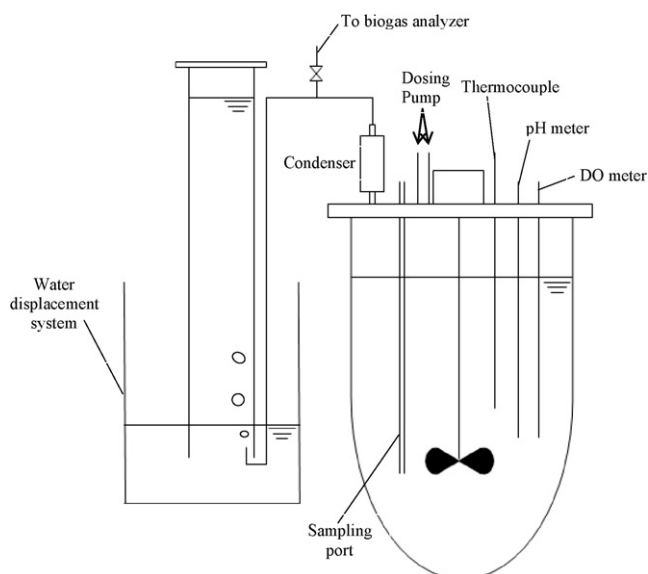 To biogas analyzer
Dosing
Pump
Thermocouple
pH meter
DO meter
Condenser
Water
displacement
system
Sampling
port